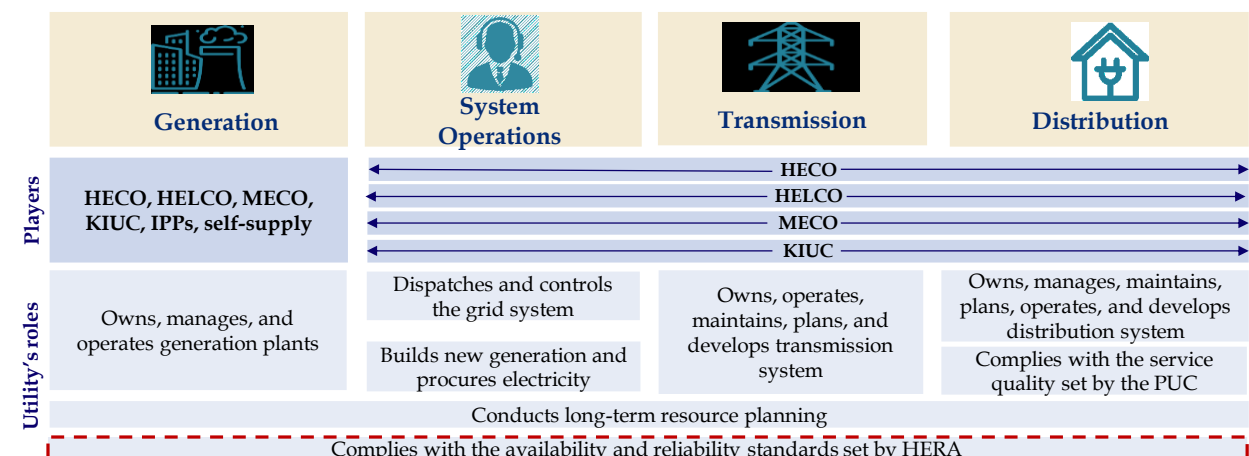 Generation
System
Operations
Transmission
Distribution
Players
HECO, HELCO, MECO,
KIUC, IPPs, self-supply
HECO
HELCO
MECO
KIUC
Utility's roles
Owns, manages, and
operates generation plants
Dispatches and controls
the grid system
Builds new generation and
procures electricity
Owns, operates,
maintains, plans, and
develops transmission
system
Owns, manages, maintains,
plans, operates, and develops
distribution system
Complies with the service
quality set by the PUC
Conducts long-term resource planning
Complies with the availability and reliability standards set by HERA